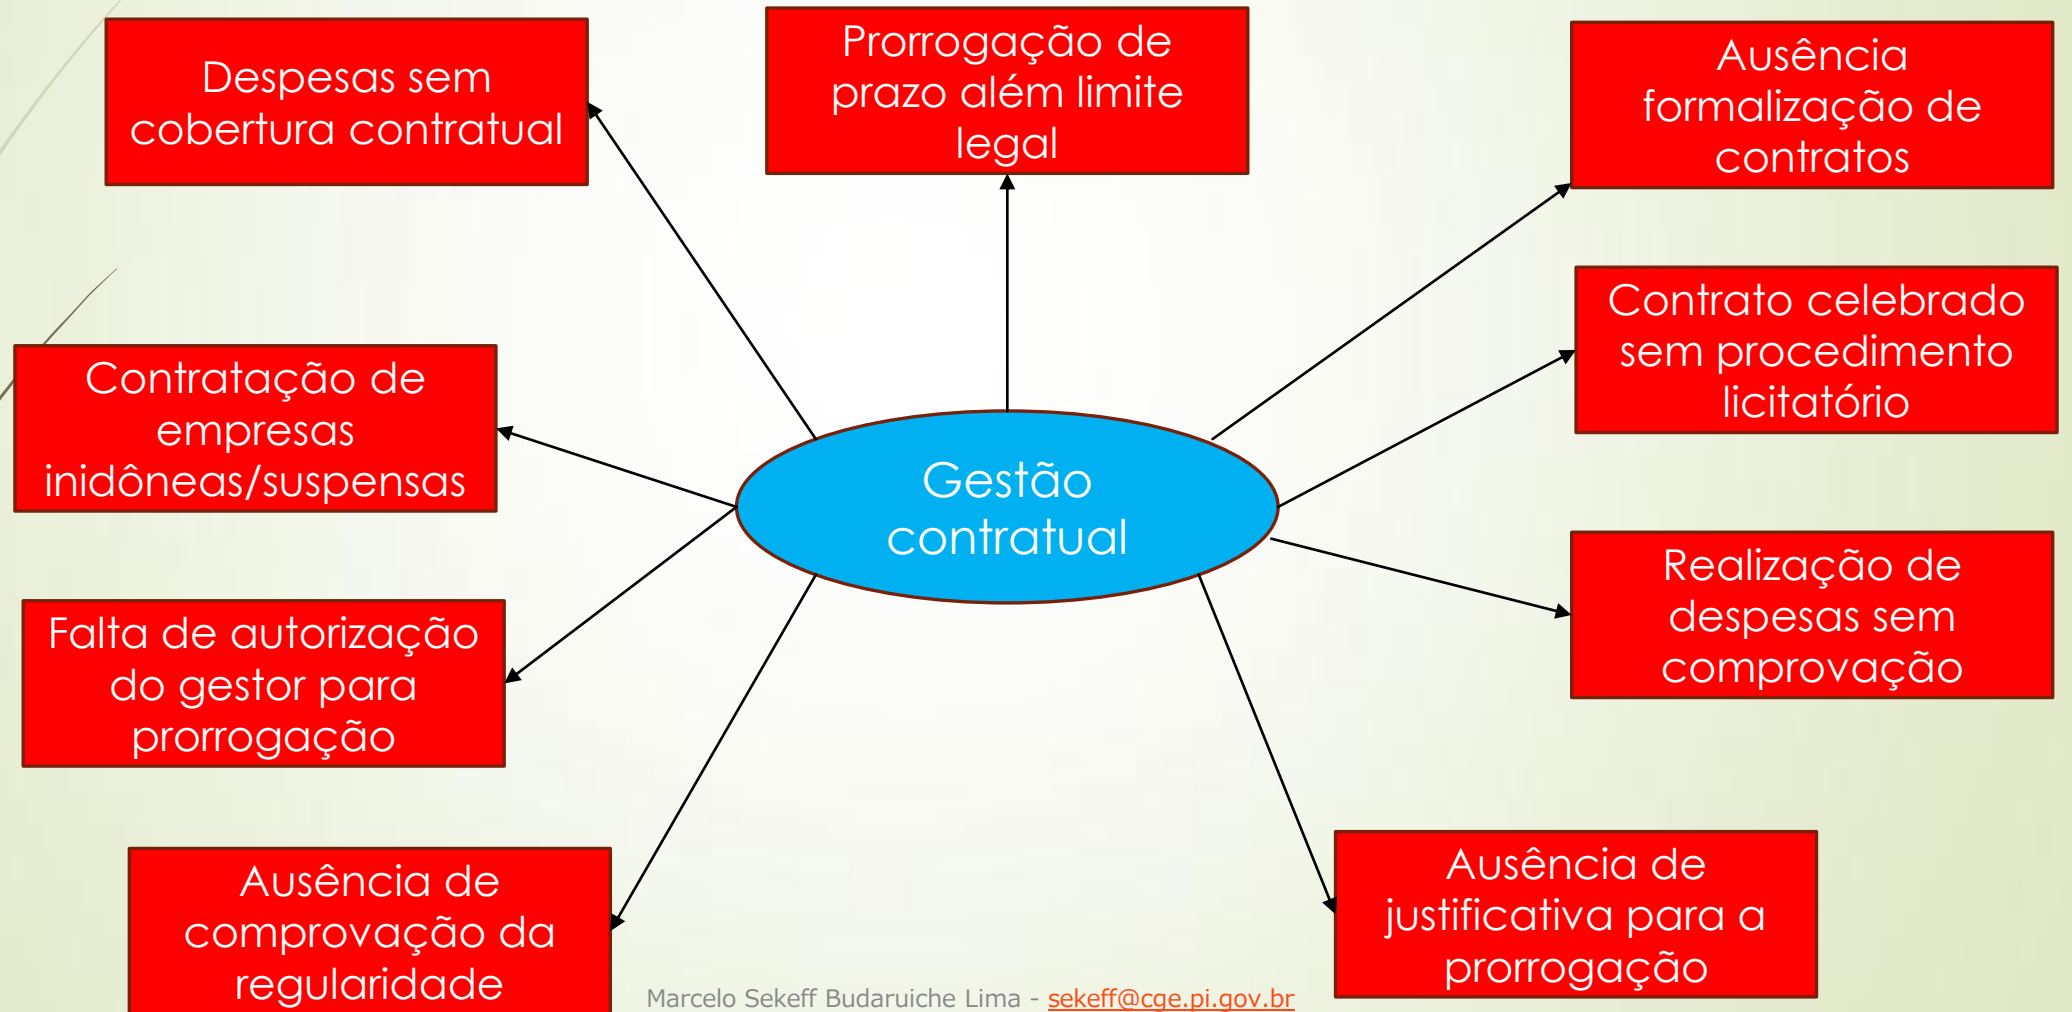 Despesas sem
cobertura contratual
Prorrogação de
prazo além limite
legal
Ausência
formalização de
contratos
Contratação de
empresas
inidôneas/suspensas
Contrato celebrado
sem procedimento
licitatório
Gestão
contratual
Falta de autorização
do gestor para
prorrogação
Realização de
despesas sem
comprovação
Ausência de
comprovação da
regularidade
Ausência de
justificativa para a
prorrogação
Marcelo Sekeff Budaruiche Lima - sekeff@cge.pi.gov.br